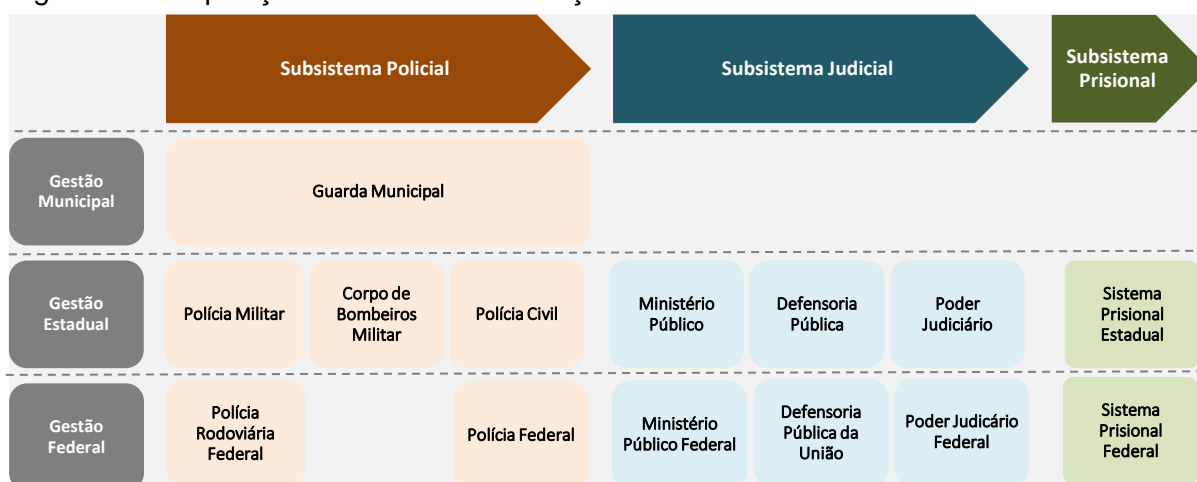 Subsistema Policial
Subsistema Judicial
Subsistema
Prisional
Gestão
Municipal
Guarda Municipal
Gestão
Estadual
Polícia Militar
Corpo de
Bombeiros
Militar
Polícia Civil
Ministério
Público
Defensoria
Pública
Poder
Judiciário
Sistema
Prisional
Estadual
Gestão
Federal
Polícia
Rodoviária
Federal
Polícia Federal
Ministério
Público Federal
Defensoria
Pública da
União
Poder Judicário
Federal
Sistema
Prisional
Federal